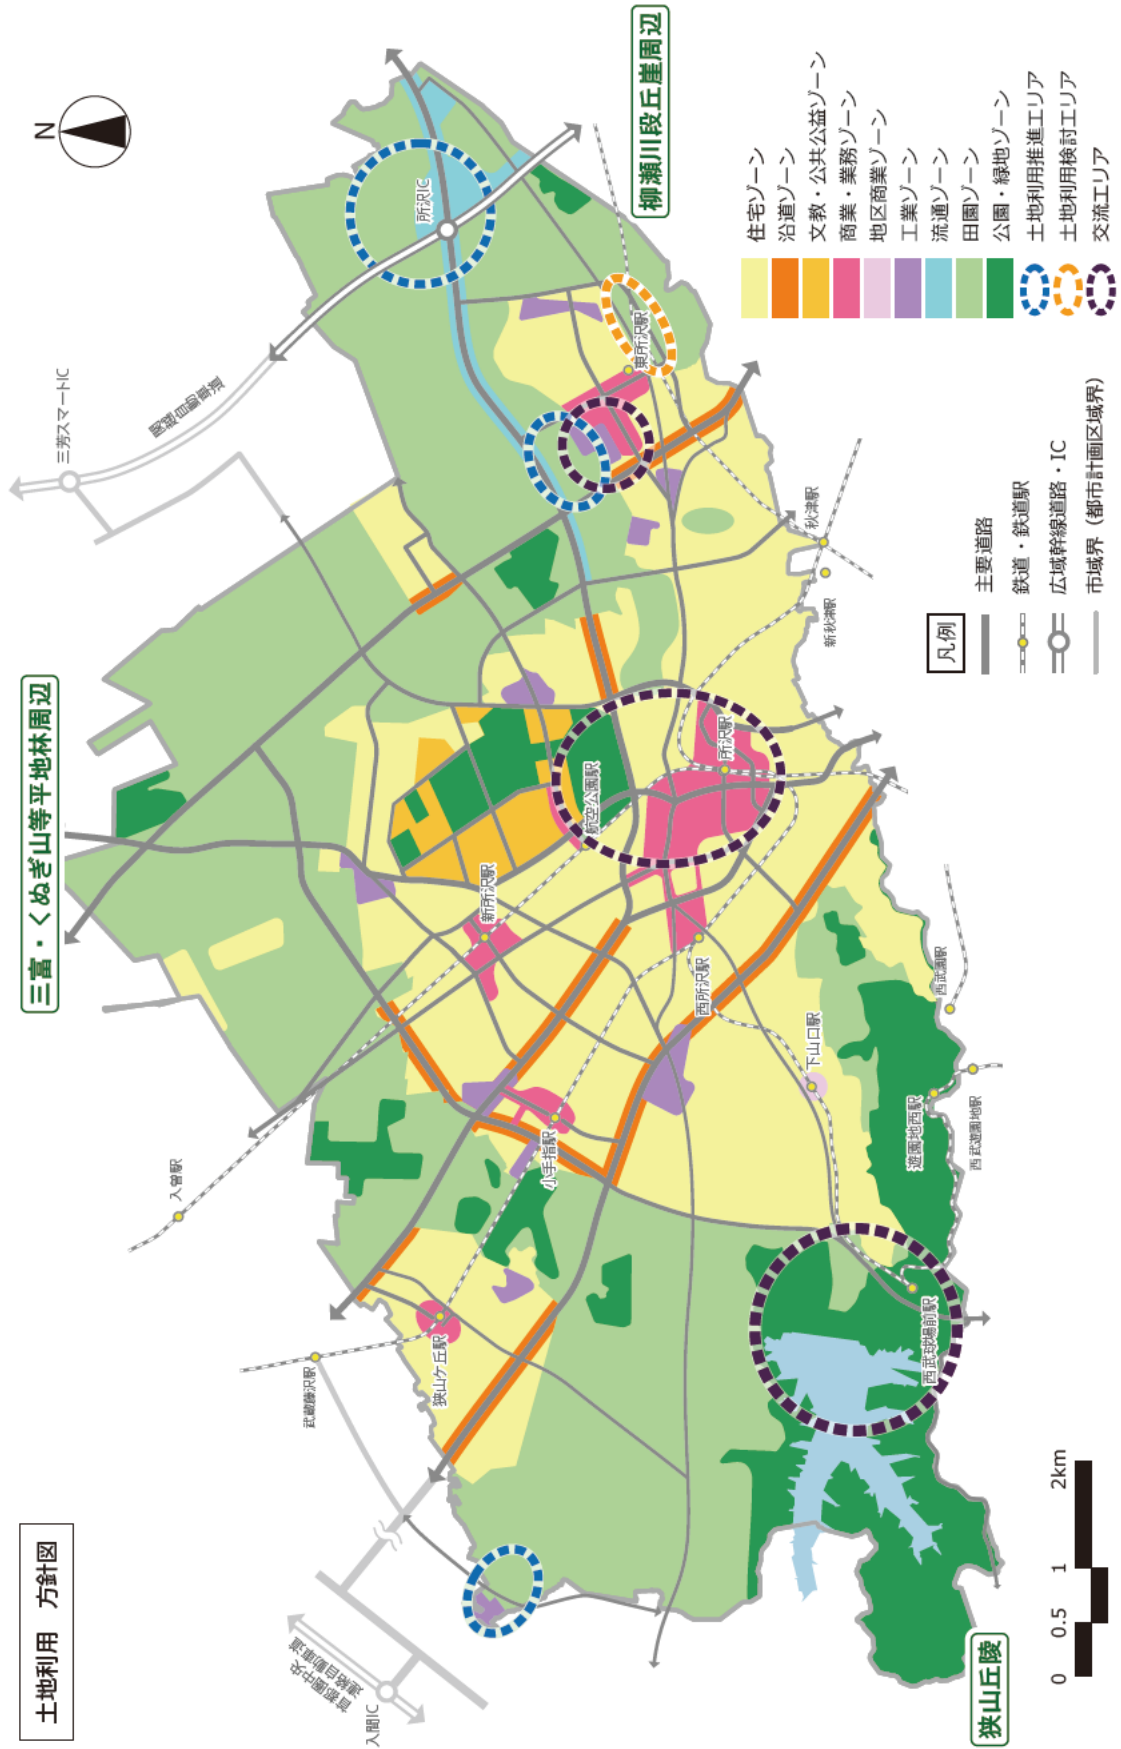 土地利用　方針図
三富・くぬぎ山等平地林周辺
柳瀬川段丘崖周辺
狭山丘陵
N
三芳スマートIC
関越自動車道
所沢IC
東所沢駅
秋津駅
新秋津駅
所沢駅
航空公園駅
新所沢駅
西所沢駅
下山口駅
西武園駅
遊園地西駅
西武遊園地駅
西武球場前駅
小手指駅
狭山ケ丘駅
武蔵藤沢駅
入曽駅
首都圏中央
連絡自動車道
入間IC
住宅ゾーン
沿道ゾーン
文教・公共公益ゾーン
商業・業務ゾーン
地区商業ゾーン
工業ゾーン
流通ゾーン
田園ゾーン
公園・緑地ゾーン
土地利用推進エリア
土地利用検討エリア
交流エリア
凡例
主要道路
鉄道・鉄道駅
広域幹線道路・IC
市域界（都市計画区域界）
0 0.5 1 2km